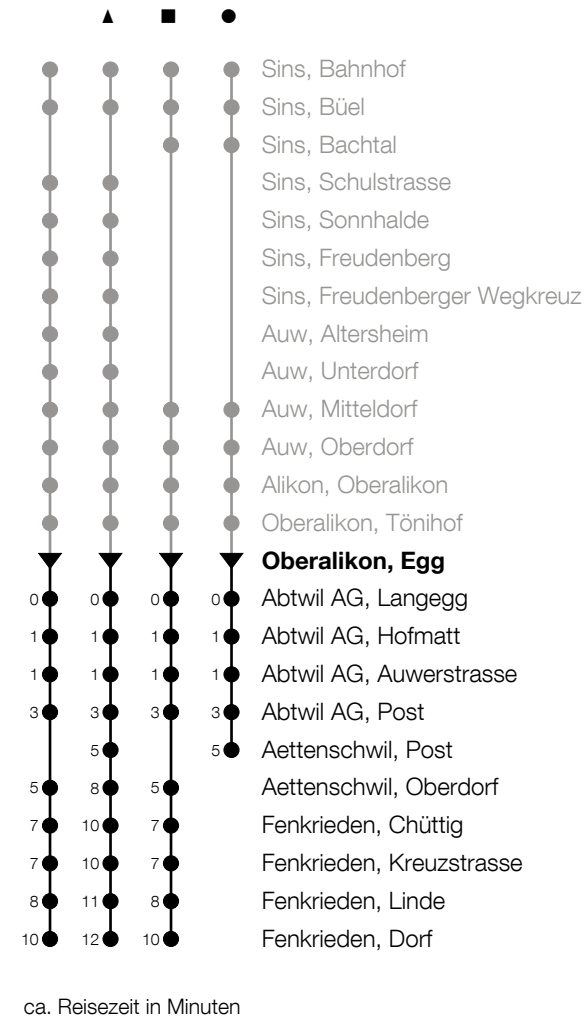 Sins, Bahnhof
Sins, Büel
Sins, Bachtal
Sins, Schulstrasse
Sins, Sonnhalde
Sins, Freudenberg
Sins, Freudenberger Wegkreuz
Auw, Altersheim
Auw, Unterdorf
Auw, Mitteldorf
Auw, Oberdorf
Alikon, Oberalikon
Oberalikon, Tönihof
Oberalikon, Egg
0 0 0 0 Abtwil AG, Langegg
1 1 1 1 Abtwil AG, Hofmatt
1 1 1 1 Abtwil AG, Auwerstrasse
3 3 3 3 Abtwil AG, Post
5 5 Aettenschwil, Post
5 8 5 Aettenschwil, Oberdorf
7 10 7 Fenkrieden, Chüttig
7 10 7 Fenkrieden, Kreuzstrasse
8 11 8 Fenkrieden, Linde
10 12 10 Fenkrieden, Dorf
ca. Reisezeit in Minuten